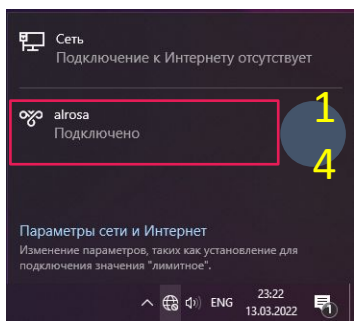 Сеть
Подключение к Интернету отсутствует
alrosa
Подключено
1
4
Параметры сети и Интернет
Изменение параметров, таких как установление для
подключения значения "лимитное".
ENG
23:22
13.03.2022
1